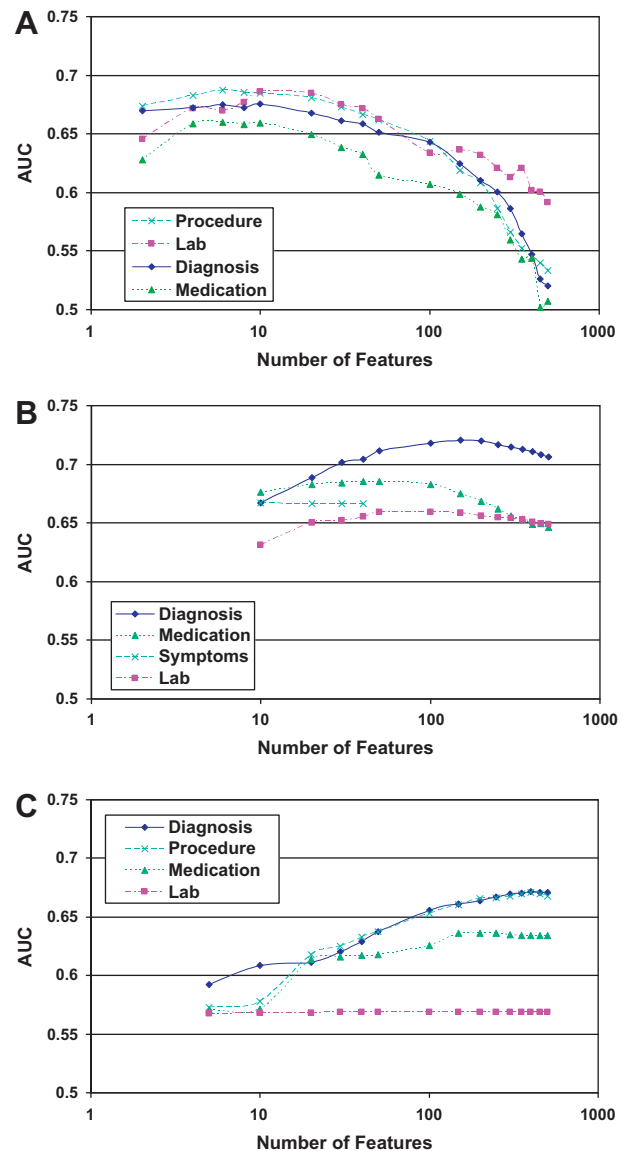 A
0.75
0.7
0.65
0.6
0.55
0.5
AUC
Procedure
Lab
Diagnosis
Medication
1 10 100 1000
Number of Features
B
0.75
0.7
0.65
0.6
0.55
0.5
AUC
Diagnosis
Medication
Symptoms
Lab
1 10 100 1000
Number of Features
C
0.75
0.7
0.65
0.6
0.55
0.5
AUC
Diagnosis
Procedure
Medication
Lab
1 10 100 1000
Number of Features